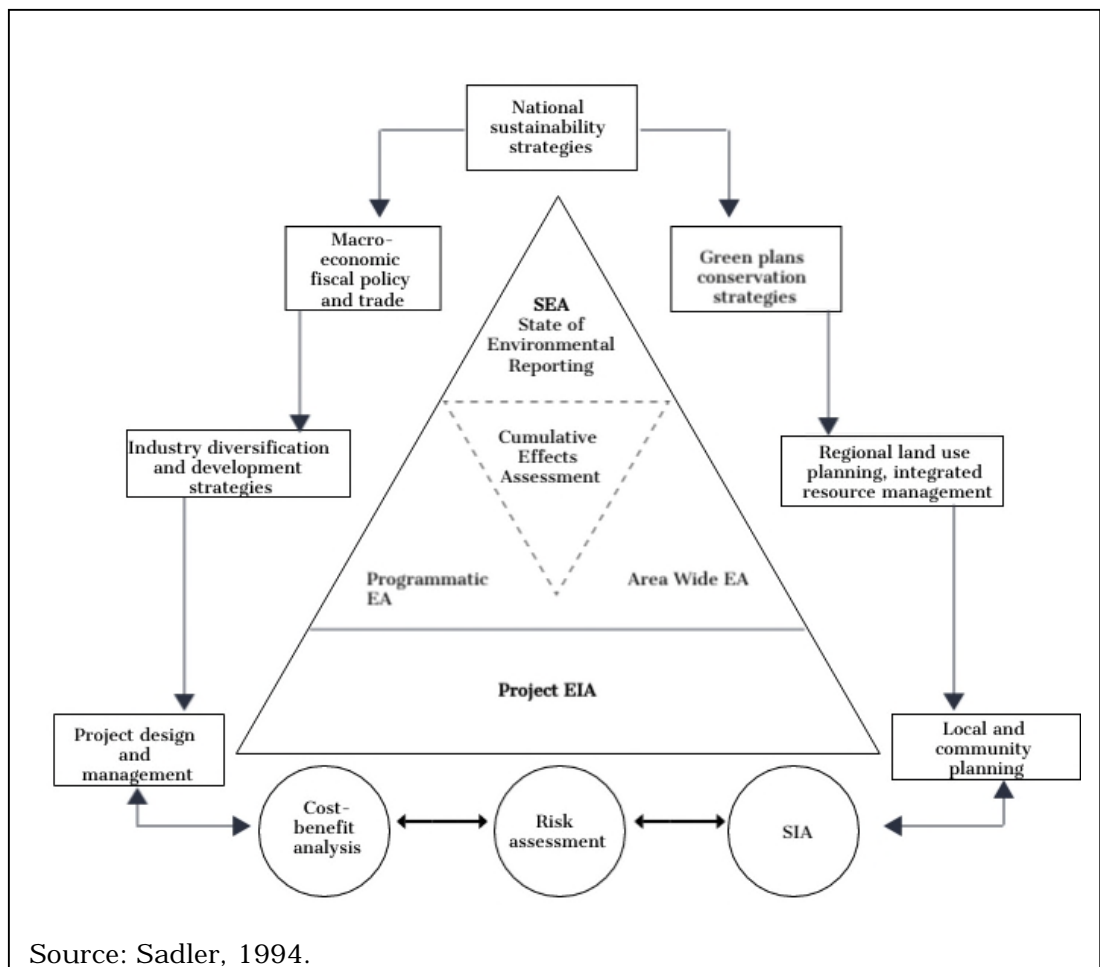 National
sustainability
strategies
Macro-
economic
fiscal policy
and trade
Green plans
conservation
strategies
SEA
State of
Environmental
Reporting
Industry diversification
and development
strategies
Cumulative
Effects
Assessment
Regional land use
planning, integrated
resource management
Programmatic
EA
Area Wide EA
Project EIA
Project design
and
management
Local and
community
planning
Cost-
benefit
analysis
Risk
assessment
SIA
Source: Sadler, 1994.